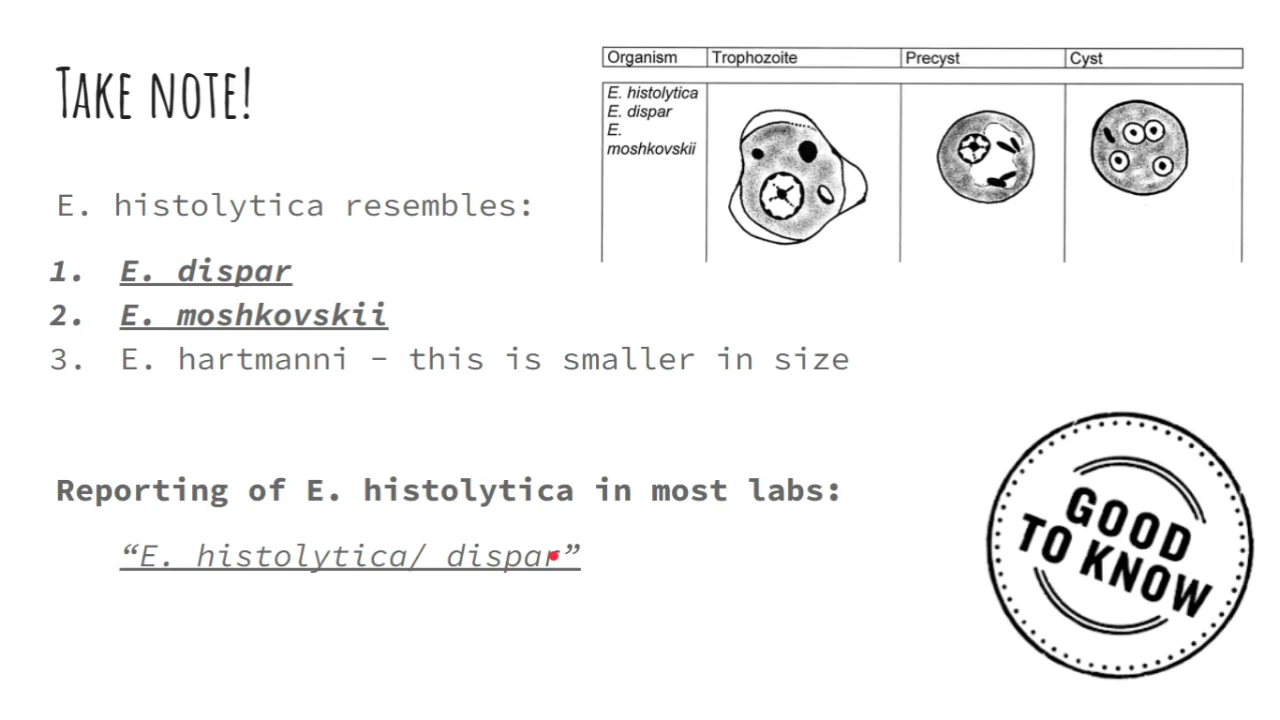 Take note!
Organism Trophozoite Precyst Cyst
E. histolytica
E. dispar
E.
moshkovskii
E. histolytica resembles:
1. E. dispar
2. E. moshkovskii
3. E. hartmanni - this is smaller in size
Reporting of E. histolytica in most labs:
“E. histolytica/ dispar”
GOOD
TO KNOW